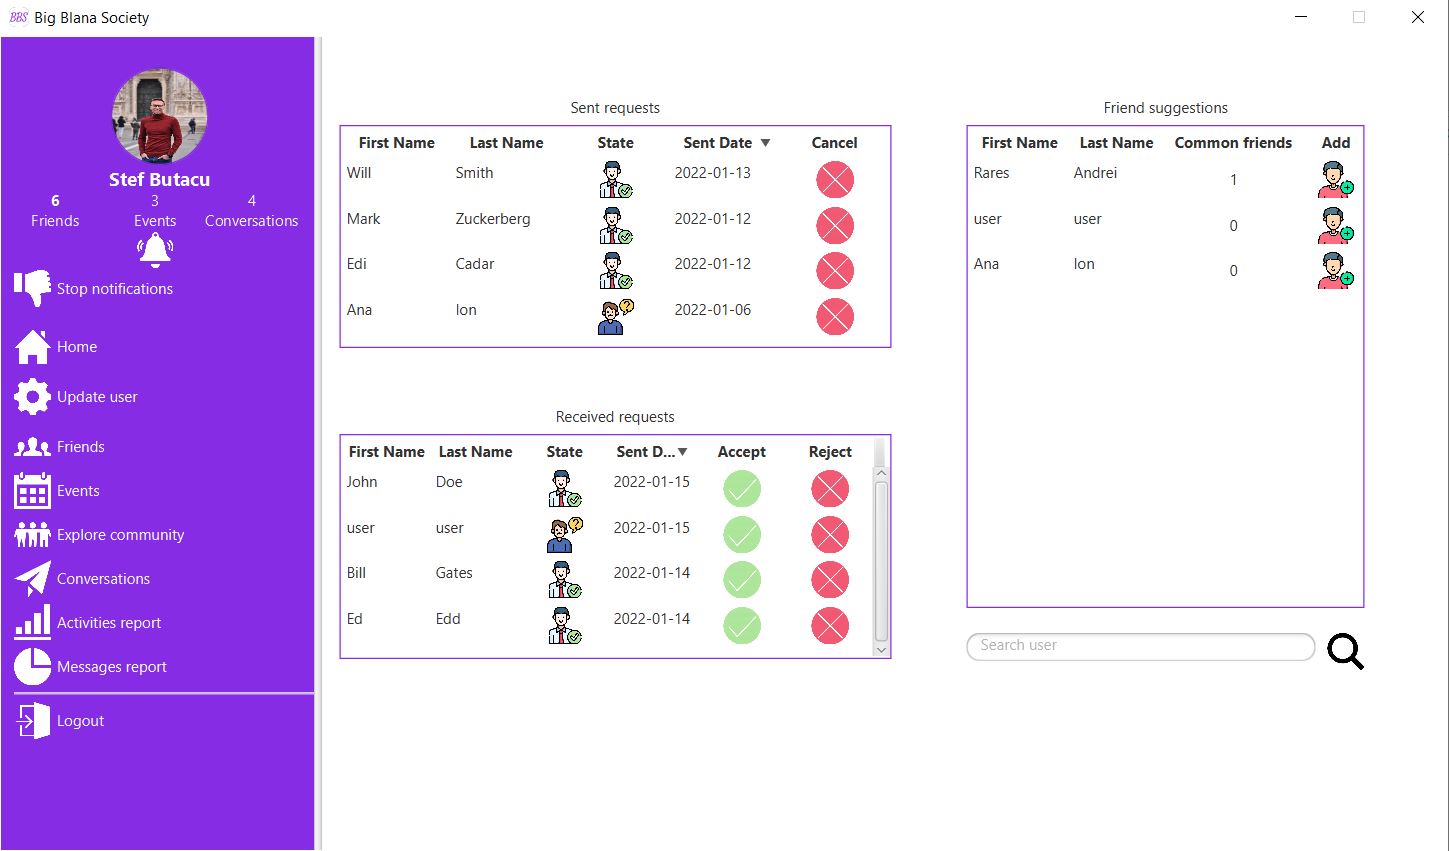 BBS Big Blana Society
Stef Butacu
6 3 4
Friends Events Conversations
Stop notifications
Home
Update user
Friends
Events
Explore community
Conversations
Activities report
Messages report
Logout
Sent requests
First Name Last Name State Sent Date Cancel
Will Smith 2022-01-13
Mark Zuckerberg 2022-01-12
Edi Cadar 2022-01-12
Ana Ion 2022-01-06
Received requests
First Name Last Name State Sent D... Accept Reject
John Doe 2022-01-15
user user 2022-01-15
Bill Gates 2022-01-14
Ed Edd 2022-01-14
Friend suggestions
First Name Last Name Common friends Add
Rares Andrei 1
user user 0
Ana Ion 0
Search user